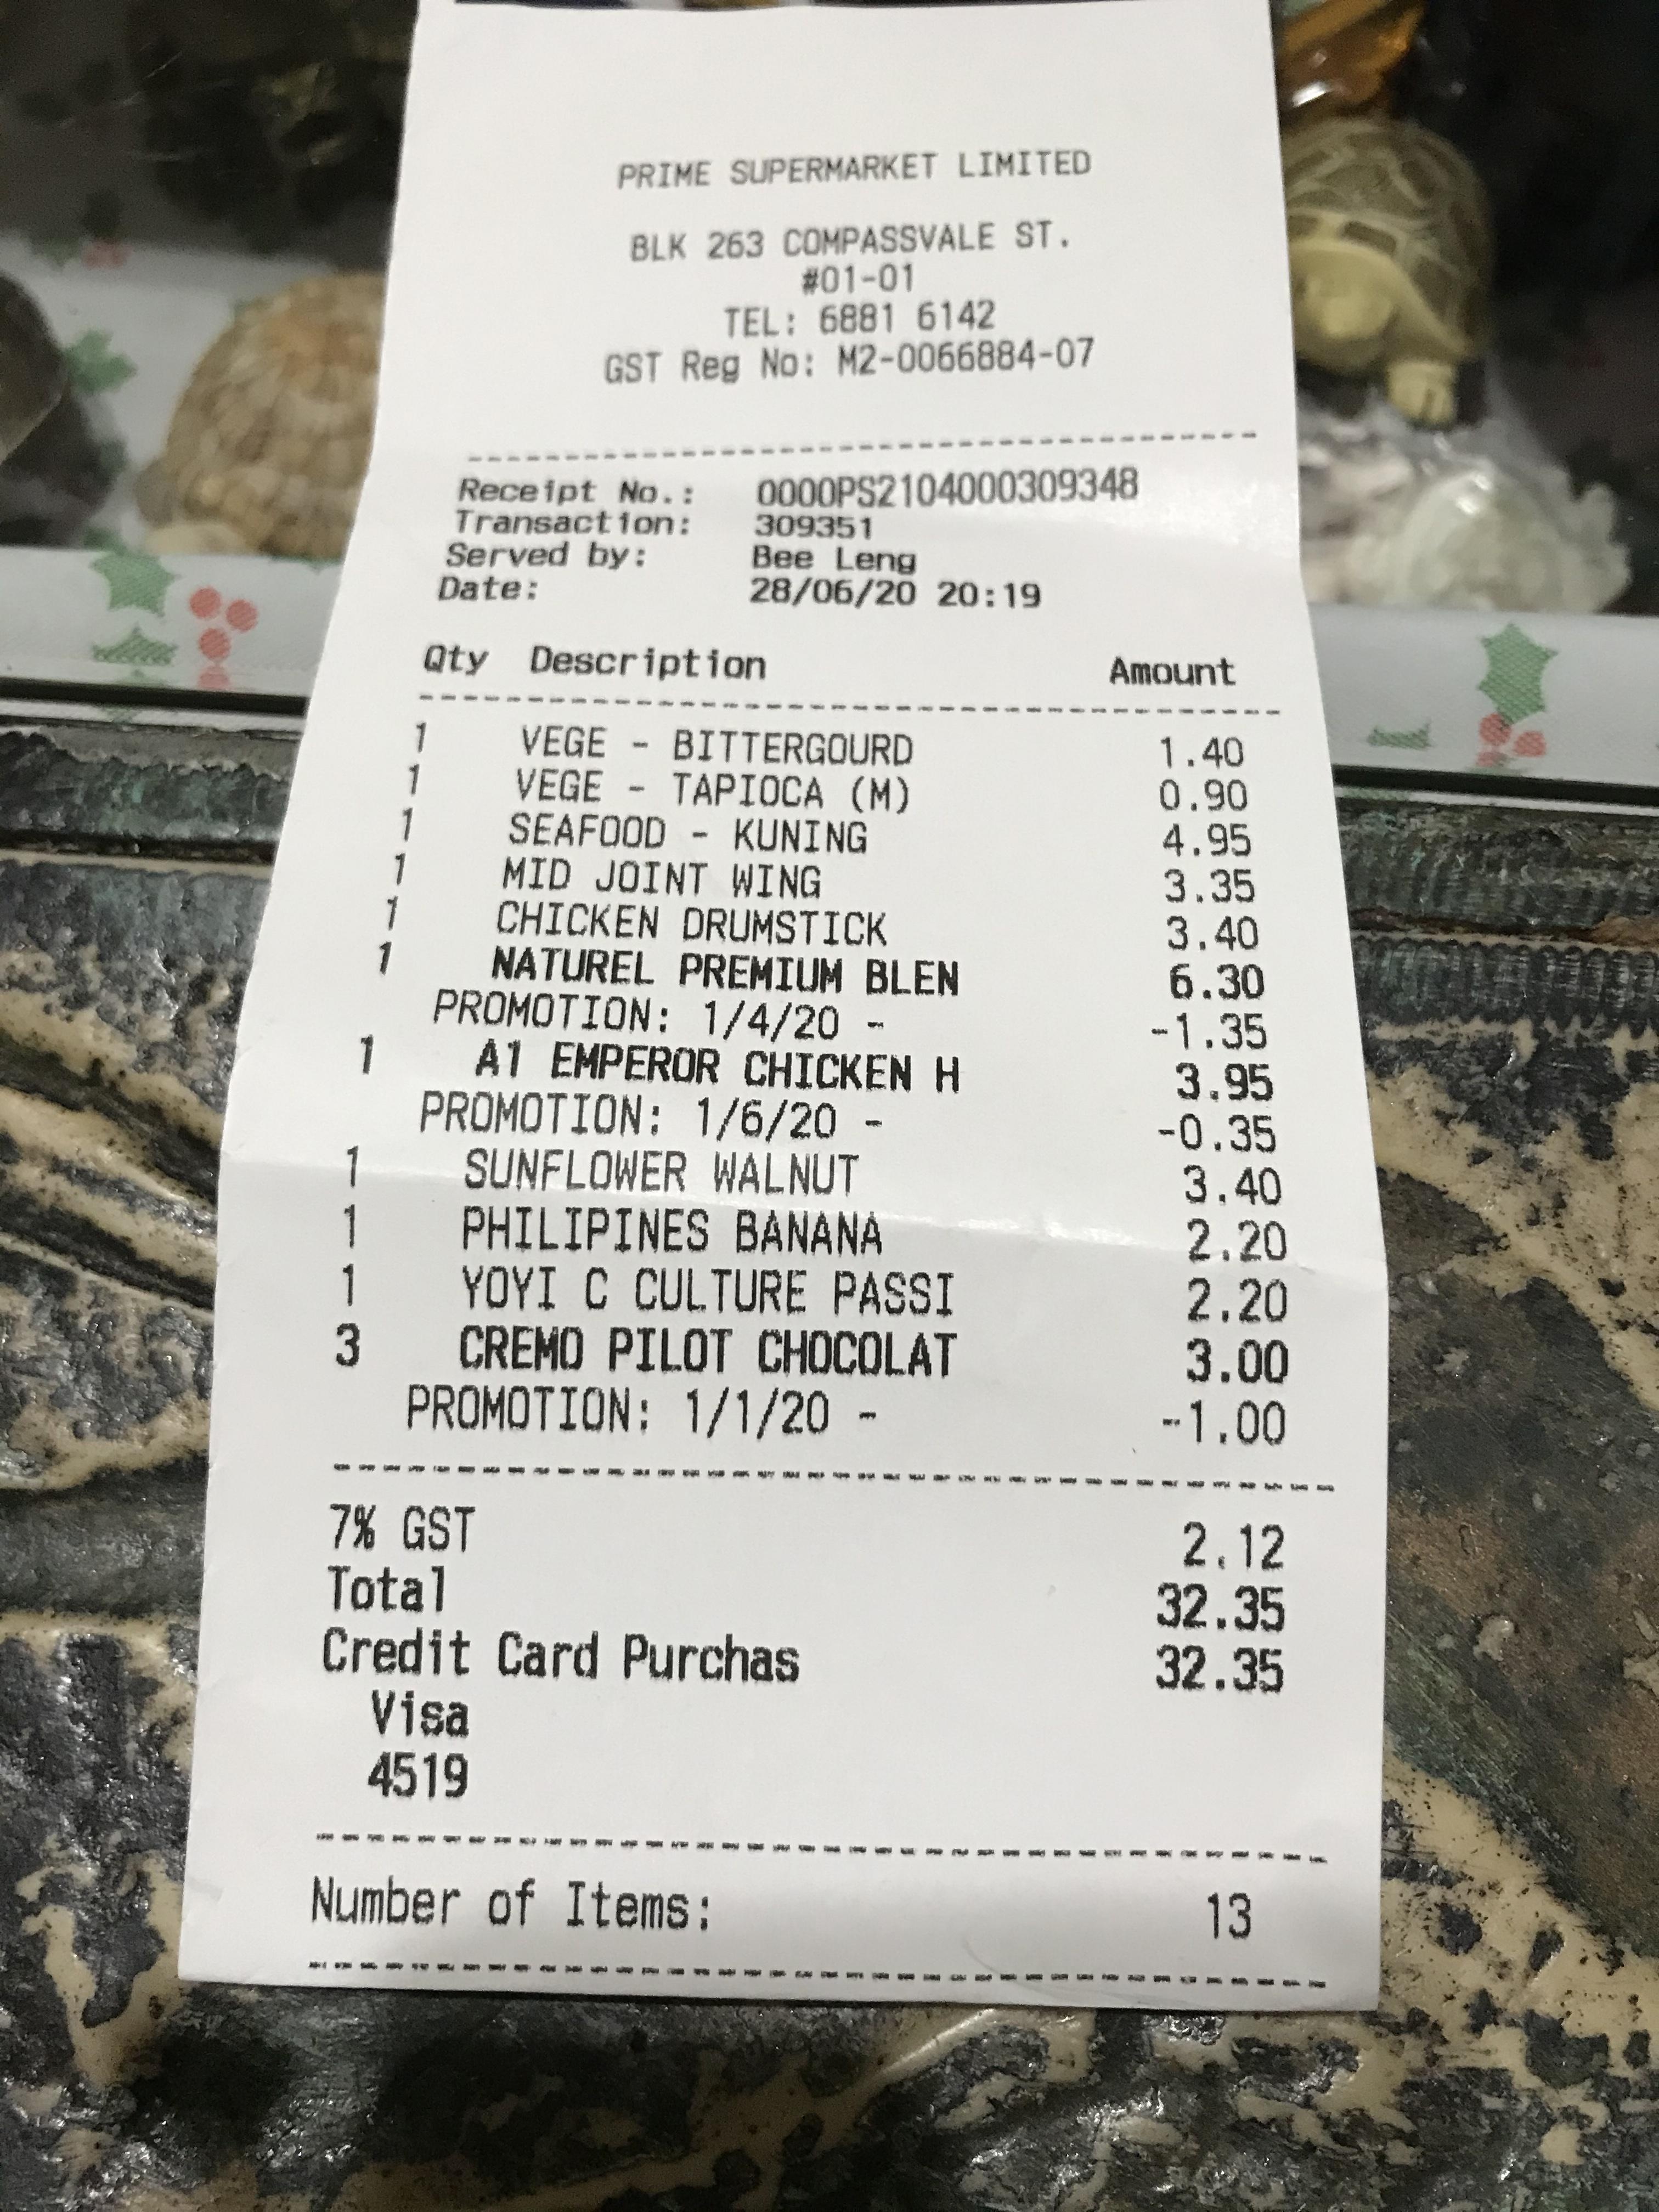 PRIME SUPERMARKET LIMITED
BLK 263 COMPASSVALE ST.
#01-01
TEL: 6881 6142
GST Reg No: M2-0066884-07
Receipt No.: 0000PS2104000309348
Transaction: 309351
Served by: Bee Leng
Date: 28/06/20 20:19
Qty Description Amount
1 VEGE - BITTERGOURD 1.40
1 VEGE - TAPIOCA (M) 0.90
1 SEAFOOD - KUNING 4.95
1 MID JOINT WING 3.35
1 CHICKEN DRUMSTICK 3.40
1 NATUREL PREMIUM BLEN 6.30
PROMOTION: 1/4/20 - -1.35
1 A1 EMPEROR CHICKEN H 3.95
PROMOTION: 1/6/20 - -0.35
1 SUNFLOWER WALNUT 3.40
1 PHILIPINES BANANA 2.20
1 YOYI C CULTURE PASSI 2.20
3 CREMO PILOT CHOCOLAT 3.00
PROMOTION: 1/1/20 - -1.00
7% GST 2.12
Total 32.35
Credit Card Purchas 32.35
Visa
4519
Number of Items: 13